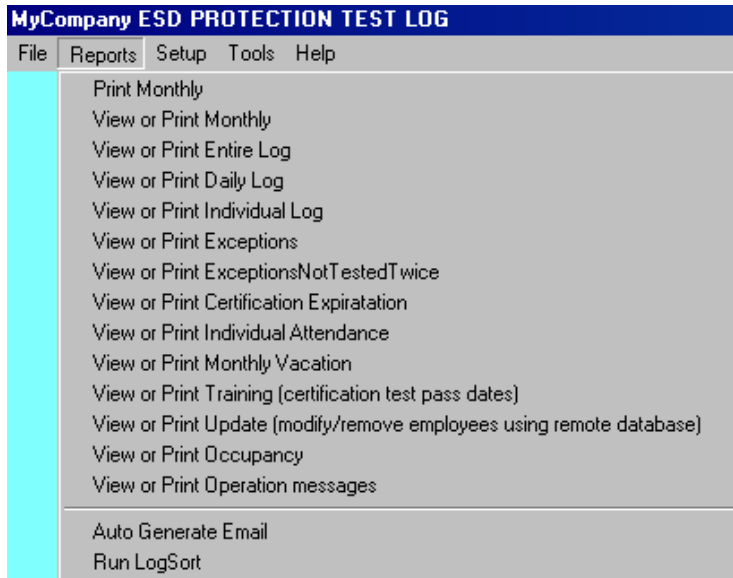 MyCompany ESD PROTECTION TEST LOG
File Reports Setup Tools Help
Print Monthly
View or Print Monthly
View or Print Entire Log
View or Print Daily Log
View or Print Individual Log
View or Print Exceptions
View or Print ExceptionsNotTestedTwice
View or Print Certification Expiratation
View or Print Individual Attendance
View or Print Monthly Vacation
View or Print Training (certification test pass dates)
View or Print Update (modify/remove employees using remote database)
View or Print Occupancy
View or Print Operation messages
Auto Generate Email
Run LogSort